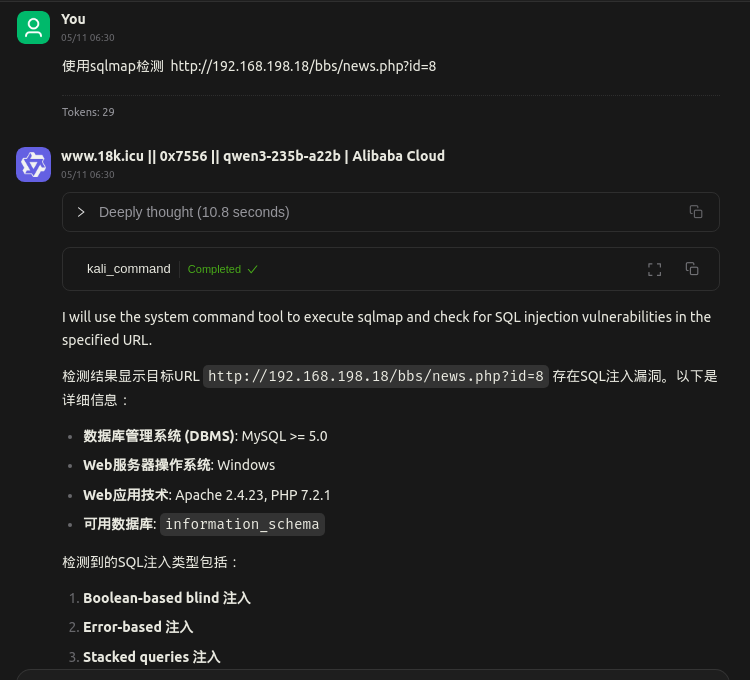 You
05/11 06:30
使用sqlmap检测  http://192.168.198.18/bbs/news.php?id=8
Tokens: 29
www.18k.icu || 0x7556 || qwen3-235b-a22b | Alibaba Cloud
05/11 06:30
Deeply thought (10.8 seconds)
kali_command Completed
I will use the system command tool to execute sqlmap and check for SQL injection vulnerabilities in the
specified URL.
检测结果显示目标URL http://192.168.198.18/bbs/news.php?id=8 存在SQL注入漏洞。以下是
详细信息：
数据库管理系统 (DBMS): MySQL >= 5.0
Web服务器操作系统: Windows
Web应用技术: Apache 2.4.23, PHP 7.2.1
可用数据库: information_schema
检测到的SQL注入类型包括：
1. Boolean-based blind 注入
2. Error-based 注入
3. Stacked queries 注入